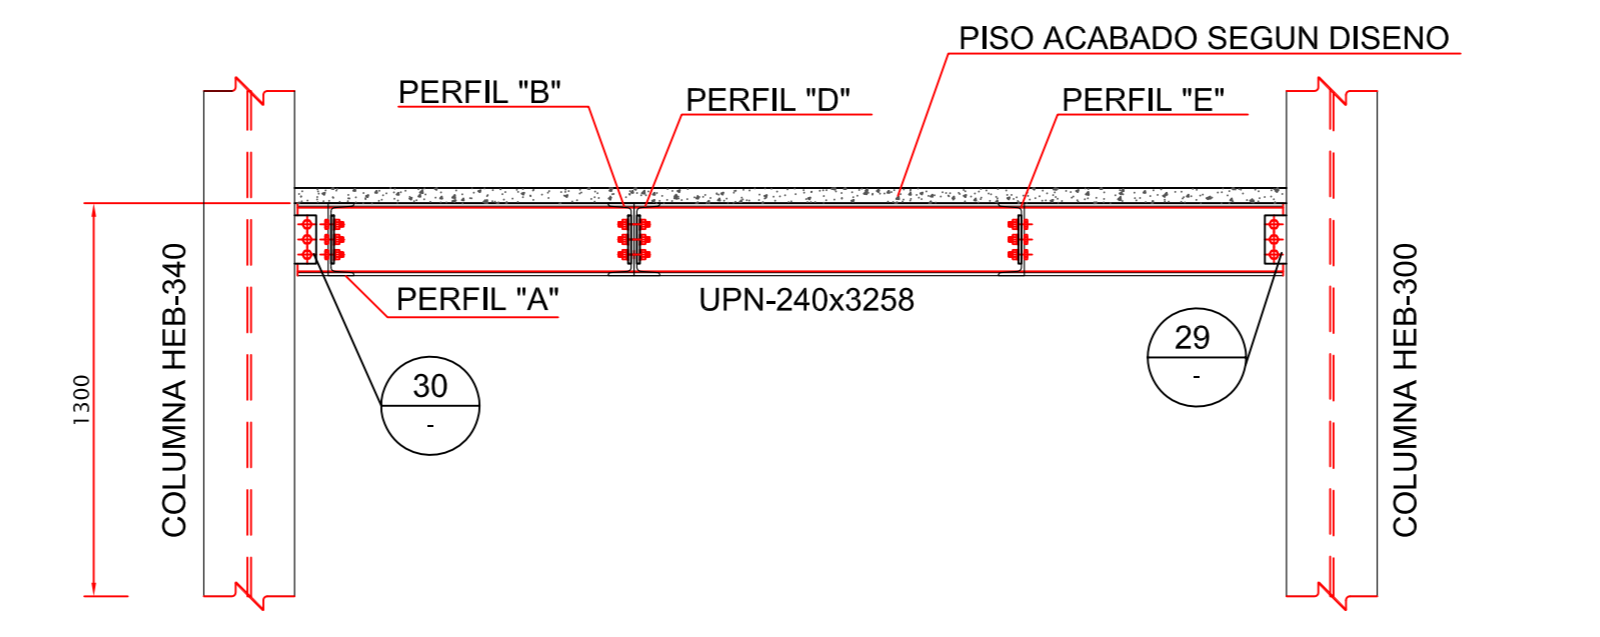 PISO ACABADO SEGUN DISENO
PERFIL "B"
PERFIL "D"
PERFIL "E"
PERFIL "A"
UPN-240x3258
COLUMNA HEB-340
COLUMNA HEB-300
1300
30
-
29
-